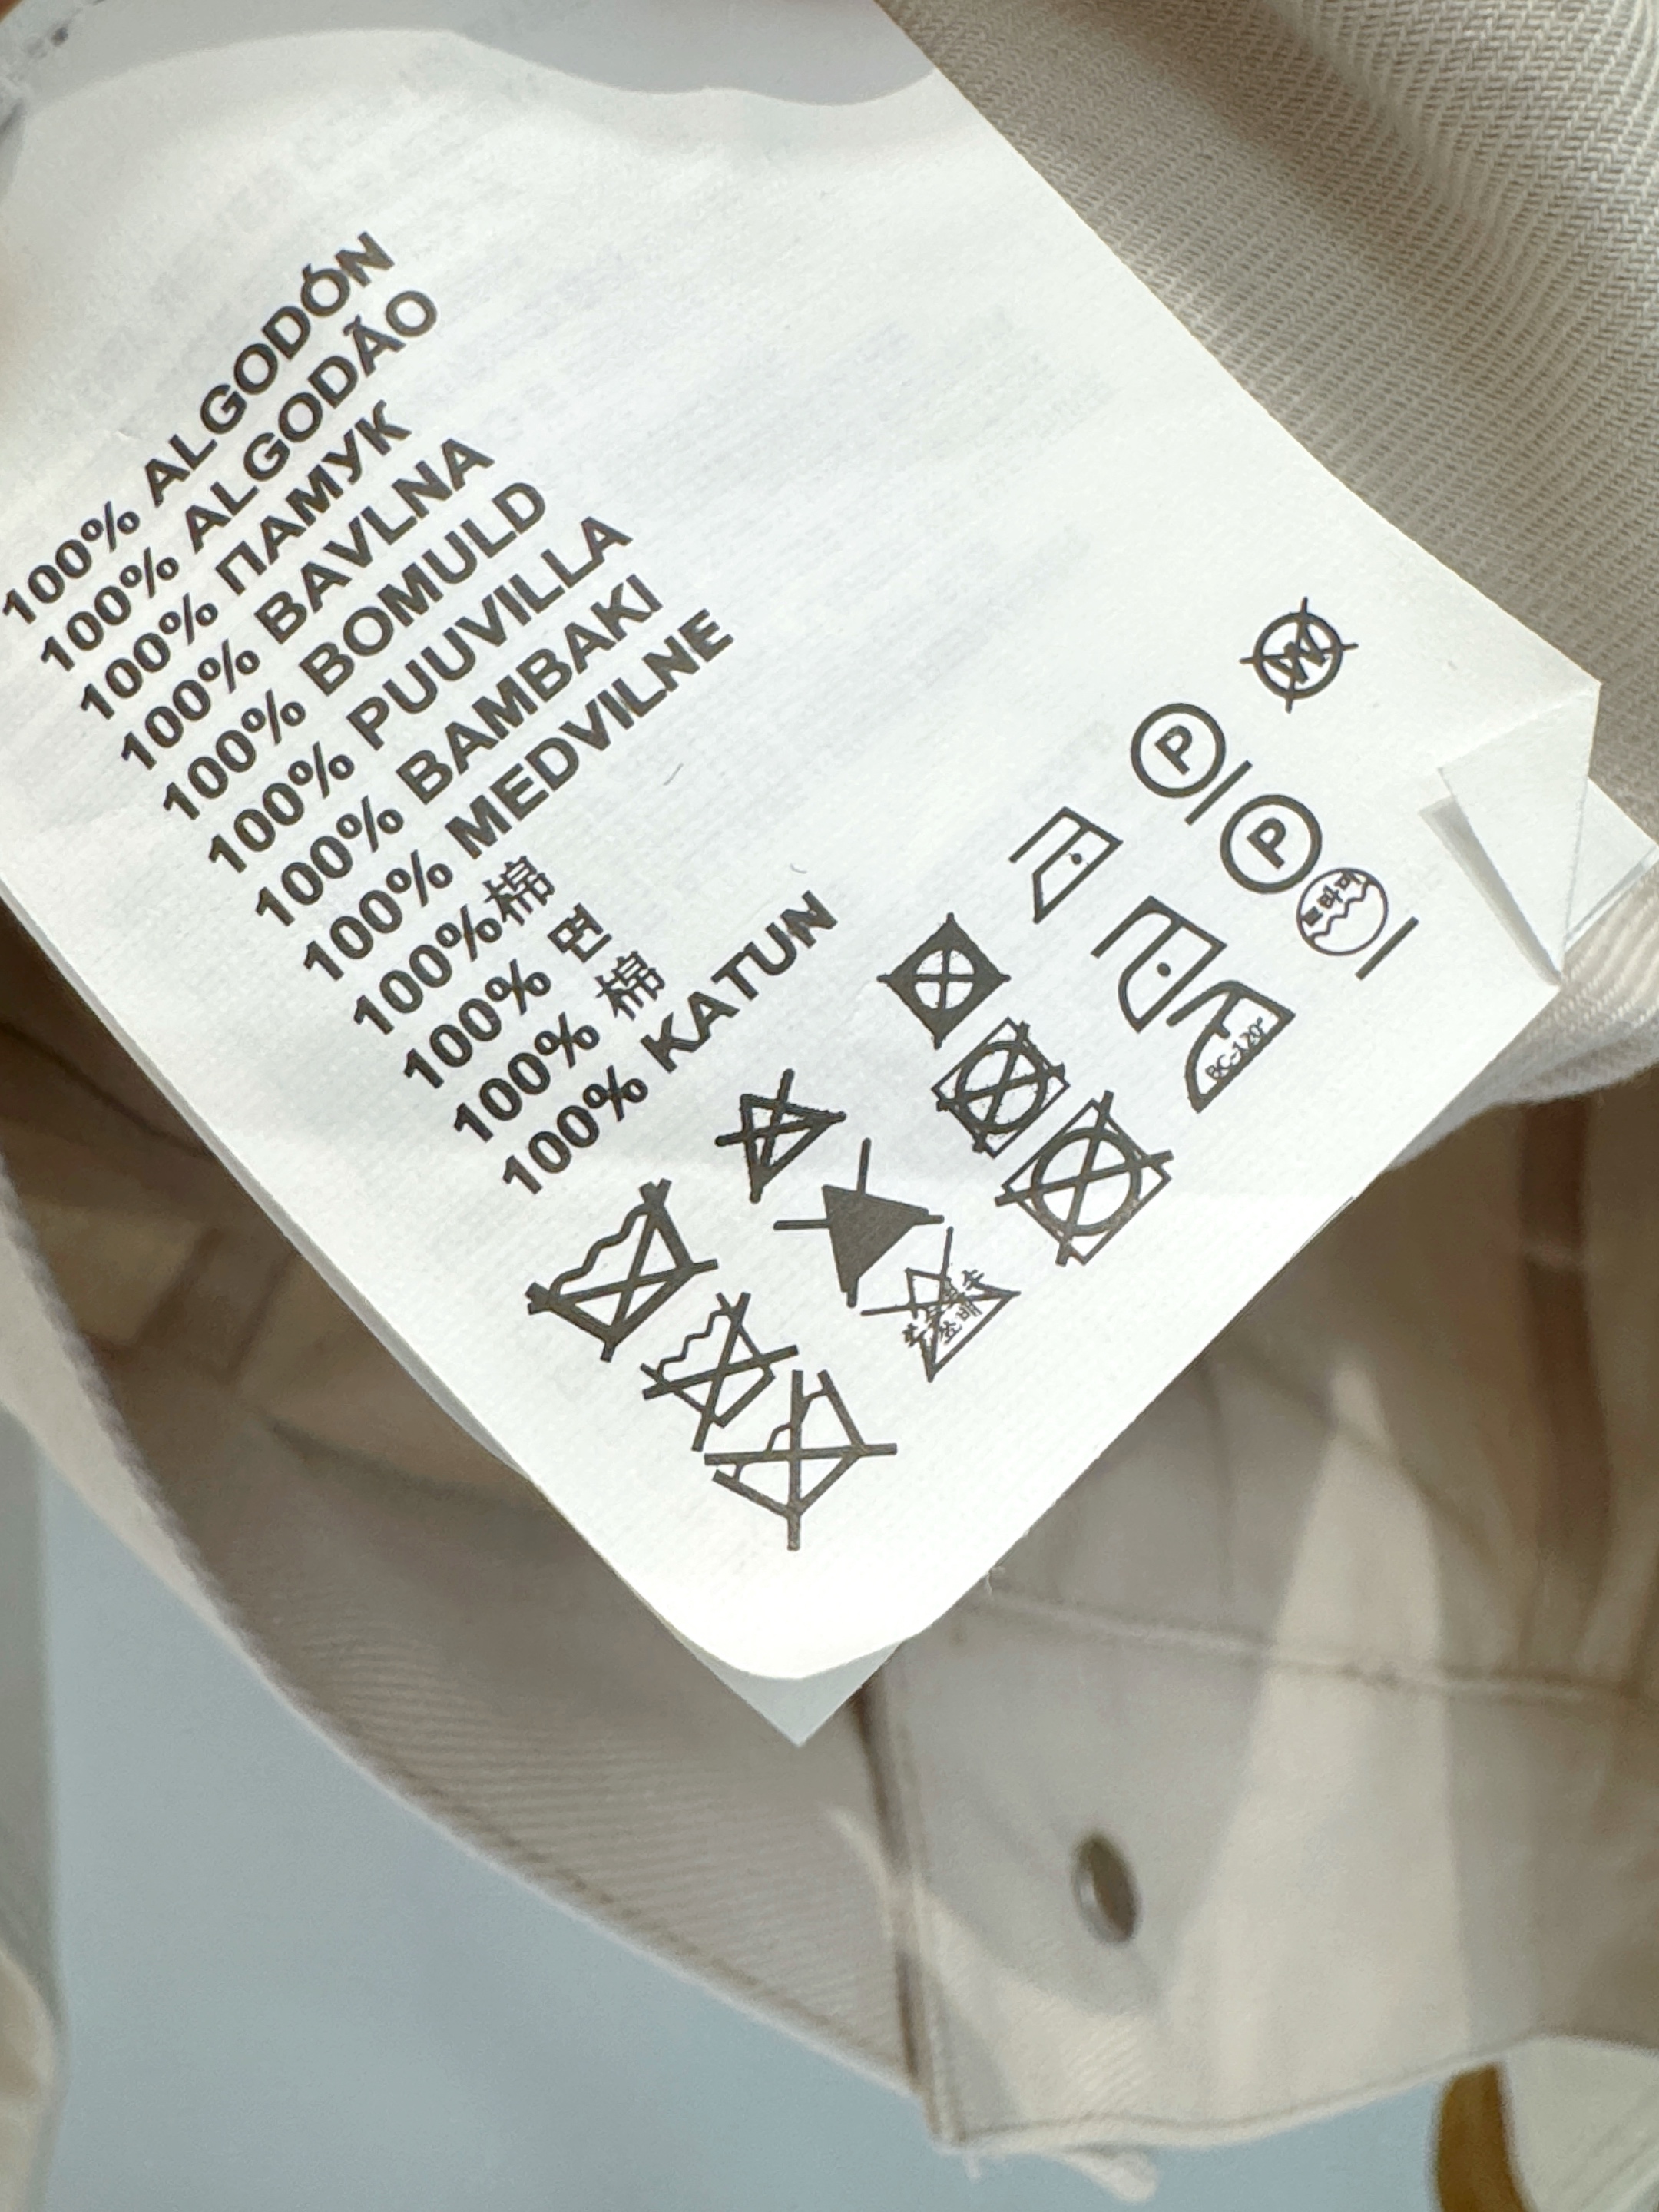 100% ALGODÓN
100% ALGODÃO
100% ПАМУК
100% BAVLNA
100% BOMULD
100% PUUVILLA
100% BAMBAKI
100% MEDVILNE
100%棉
100% 면
100% 棉
100% KATUN
P
W
P